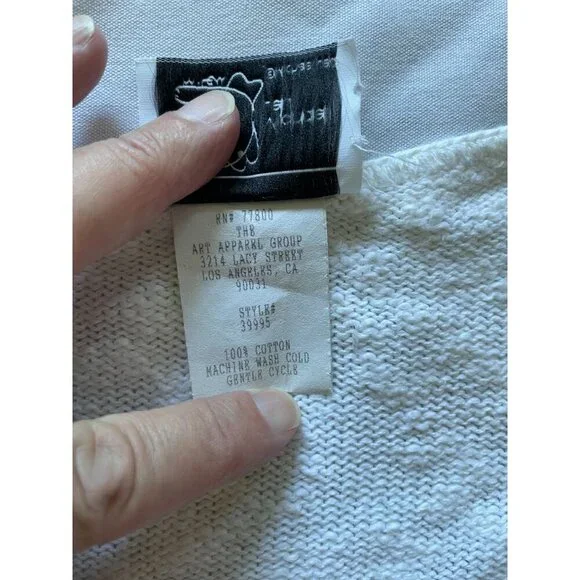 RN# 77800
THE
ART APPAREL GROUP
3214 LACY STREET
LOS ANGELES, CA
90031
STYLE#
39995
100% COTTON
MACHINE WASH COLD
GENTLE CYCLE